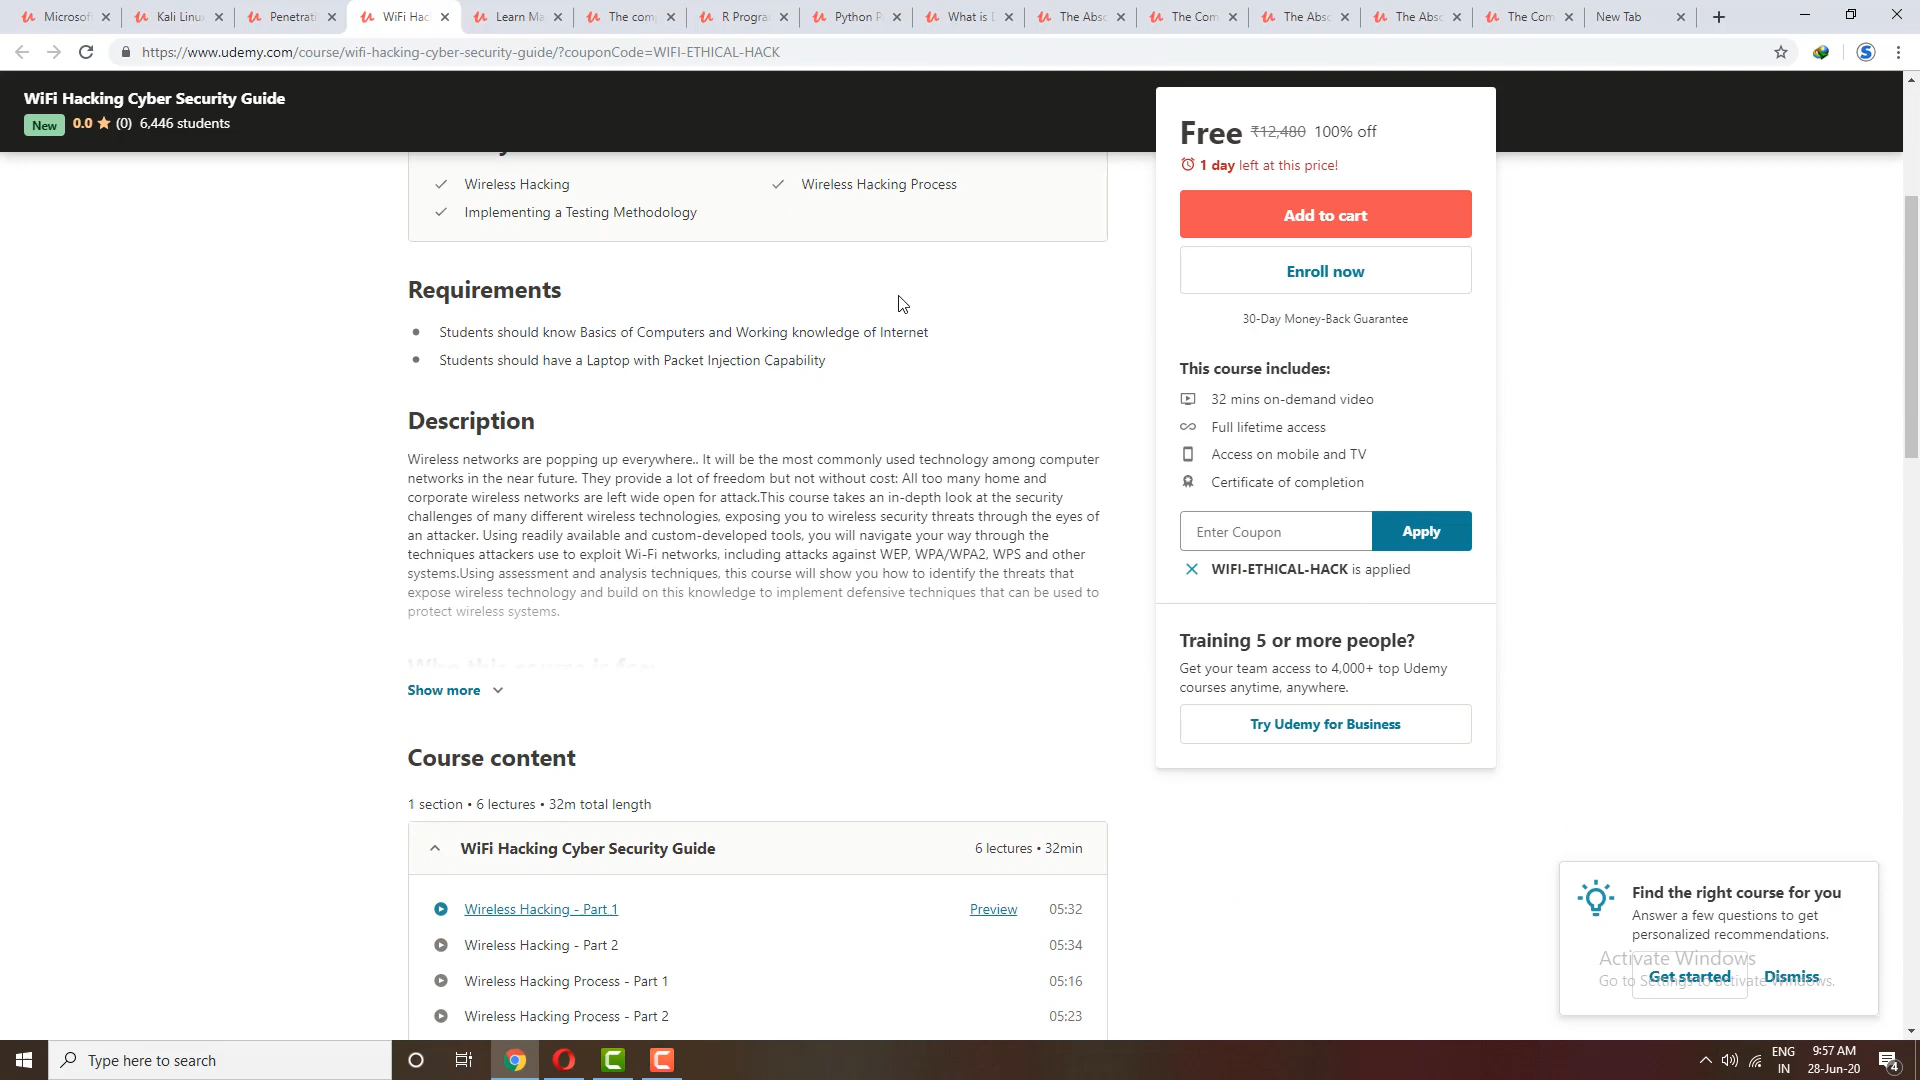 Microsof
Kali Linu
Penetrati
WiFi Hac
Learn Ma
The com
R Progra
Python P
What is
The Absc
The Com
The Absc
The Absc
The Com
New Tab
https://www.udemy.com/course/wifi-hacking-cyber-security-guide/?couponCode=WIFI-ETHICAL-HACK
WiFi Hacking Cyber Security Guide
New 0.0 (0) 6,446 students
Wireless Hacking
Wireless Hacking Process
Implementing a Testing Methodology
Requirements
Students should know Basics of Computers and Working knowledge of Internet
Students should have a Laptop with Packet Injection Capability
Description
Wireless networks are popping up everywhere.. It will be the most commonly used technology among computer
networks in the near future. They provide a lot of freedom but not without cost: All too many home and
corporate wireless networks are left wide open for attack.This course takes an in-depth look at the security
challenges of many different wireless technologies, exposing you to wireless security threats through the eyes of
an attacker. Using readily available and custom-developed tools, you will navigate your way through the
techniques attackers use to exploit Wi-Fi networks, including attacks against WEP, WPA/WPA2, WPS and other
systems.Using assessment and analysis techniques, this course will show you how to identify the threats that
expose wireless technology and build on this knowledge to implement defensive techniques that can be used to
protect wireless systems.
Show more
Course content
1 section • 6 lectures • 32m total length
WiFi Hacking Cyber Security Guide
6 lectures • 32min
Wireless Hacking - Part 1 Preview 05:32
Wireless Hacking - Part 2 05:34
Wireless Hacking Process - Part 1 05:16
Wireless Hacking Process - Part 2 05:23
Free ₹12,480 100% off
1 day left at this price!
Add to cart
Enroll now
30-Day Money-Back Guarantee
This course includes:
32 mins on-demand video
Full lifetime access
Access on mobile and TV
Certificate of completion
Enter Coupon Apply
WIFI-ETHICAL-HACK is applied
Training 5 or more people?
Get your team access to 4,000+ top Udemy
courses anytime, anywhere.
Try Udemy for Business
Find the right course for you
Answer a few questions to get
personalized recommendations.
Get started
Dismiss
Activate Windows
Go to Settings to activate Windows.
Type here to search
ENG
IN
9:57 AM
28-Jun-20
4